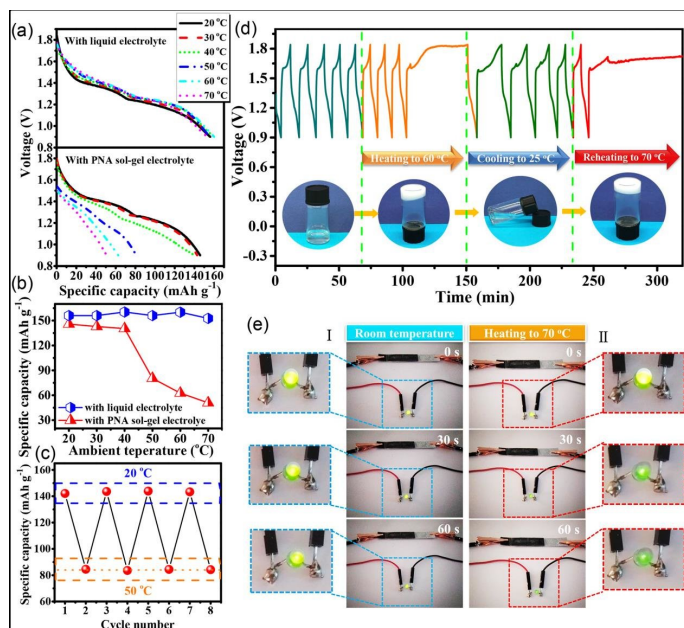 a)
20 °C
30 °C
40 °C
50 °C
60 °C
70 °C
With liquid electrolyte
1.8
1.6
1.4
1.2
1.0
Voltage (V)
With PNA sol-gel electrolyte
1.8
1.6
1.4
1.2
1.0
0.8
0 20 40 60 80 100 120 140 160
Specific capacity (mAh g⁻¹)
(b)
Specific capacity (mAh g⁻¹)
150
120
90
60
with liquid electrolyte
with PNA sol-gel electrolye
20 30 40 50 60 70
Ambient teperature (°C)
(c)
Specific capacity (mAh g⁻¹)
160
140
120
100
80
60
20 °C
50 °C
1 2 3 4 5 6 7 8
Cycle number
(d)
Voltage (V)
2.1
1.8
1.5
1.2
0.9
0.6
0.3
0.0
-0.3
Heating to 60 °C
Cooling to 25 °C
Reheating to 70 °C
0 50 100 150 200 250 300
Time (min)
(e)
I
Room temperature
Heating to 70 °C
II
0 s
0 s
30 s
30 s
60 s
60 s